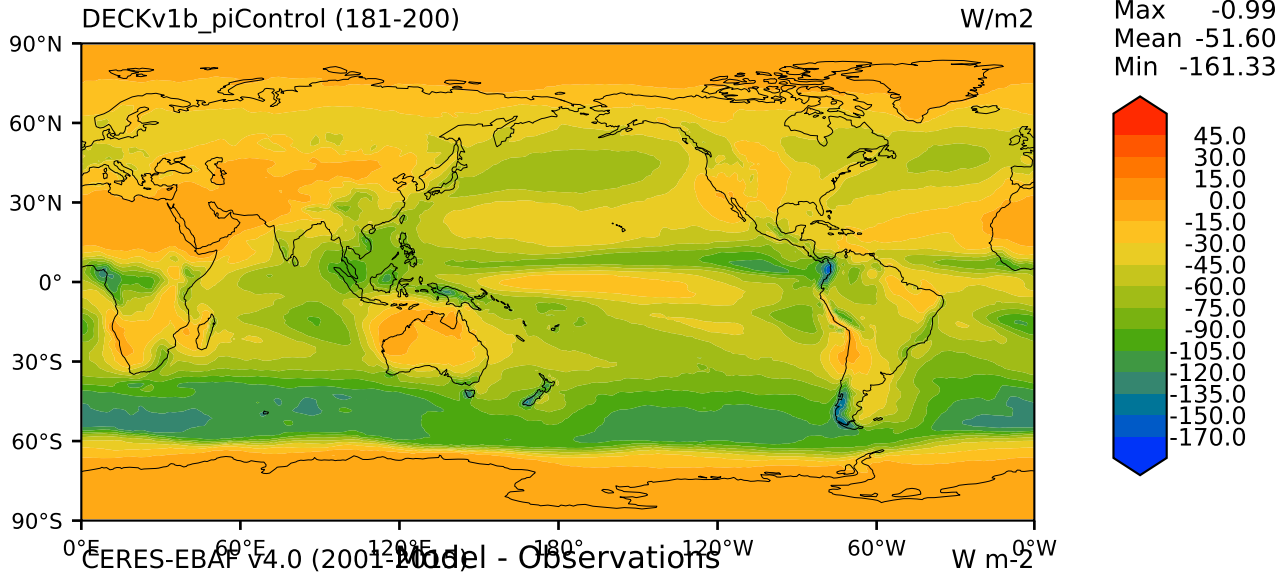 DECKv1b_piControl (181-200) W/m2
Max -0.99
Mean -51.60
Min -161.33
90°N
60°N
30°N
0°
30°S
60°S
90°S
45.0
30.0
15.0
0.0
-15.0
-30.0
-45.0
-60.0
-75.0
-90.0
-105.0
-120.0
-135.0
-150.0
-170.0
0°E 60°E 120°E 180° 120°W 60°W 0°W
CERES-EBAF v4.0 (2001-2015) Model - Observations W m-2